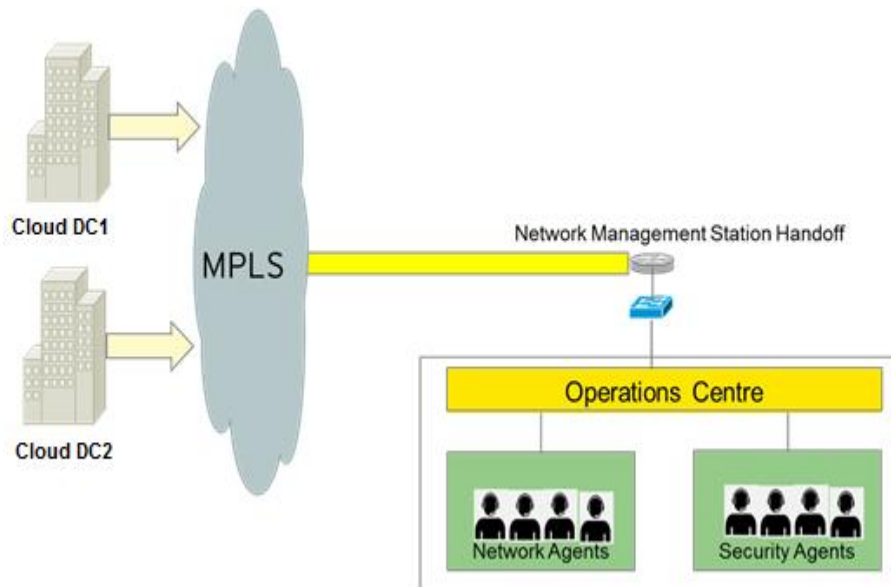 Cloud DC1
MPLS
Network Management Station Handoff
Cloud DC2
Operations Centre
Network Agents
Security Agents